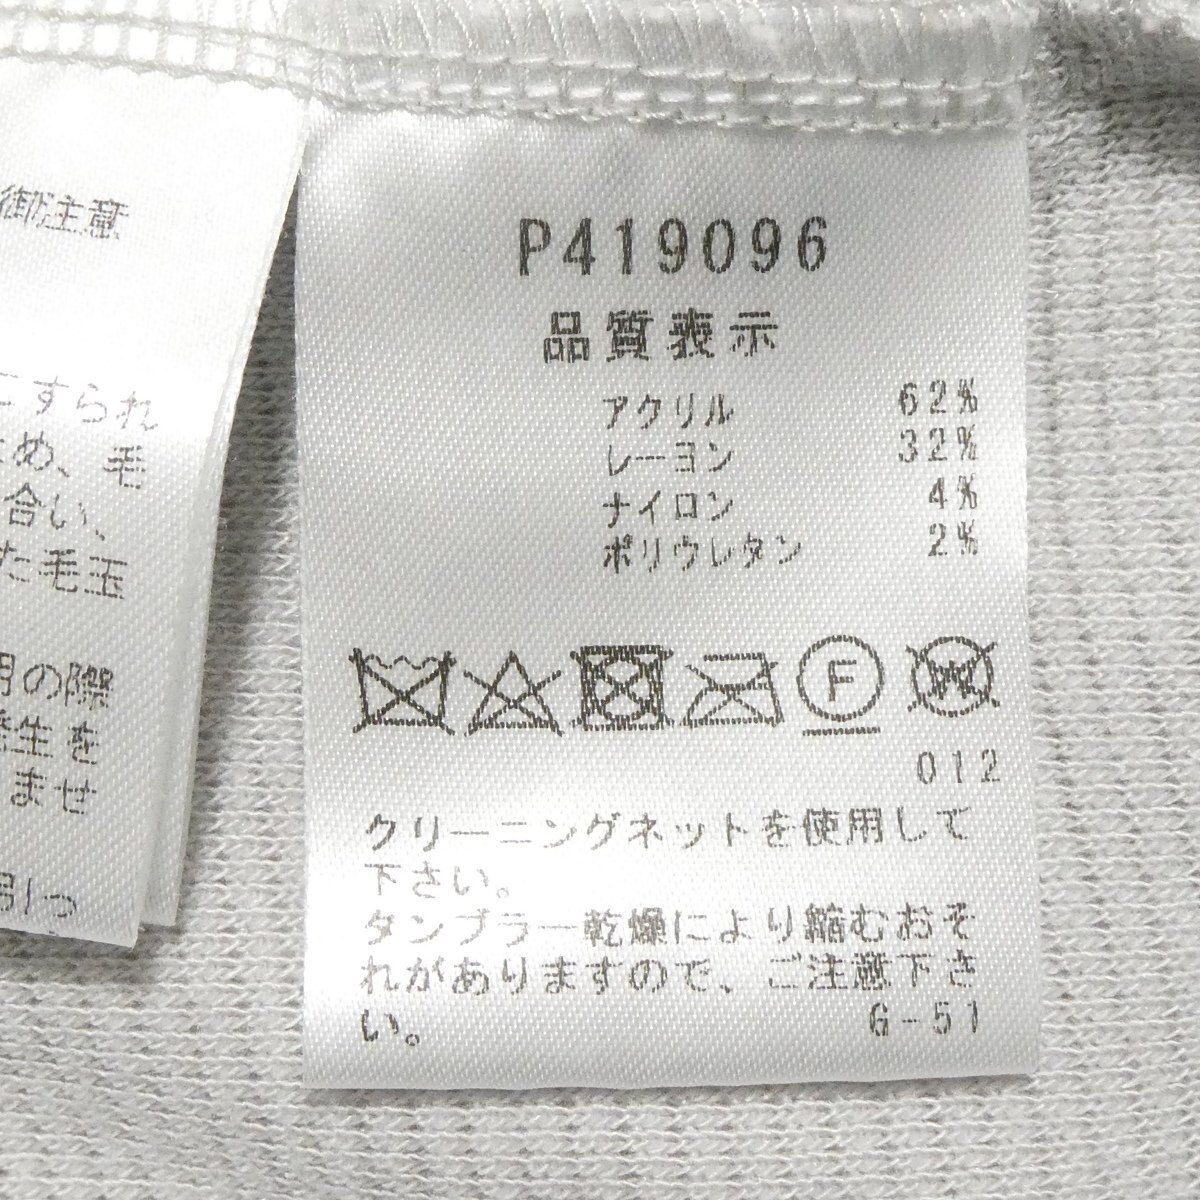 御注意
こすられ
め、毛
合い、
た毛玉
用の際
発生を
ませ
引っ
P419096
品質表示
アクリル 62%
レーヨン 32%
ナイロン 4%
ポリウレタン 2%
F W
012
クリーニングネットを使用して
下さい。
タンブラー乾燥により縮むおそ
れがありますので、ご注意下さ
い。 G-51